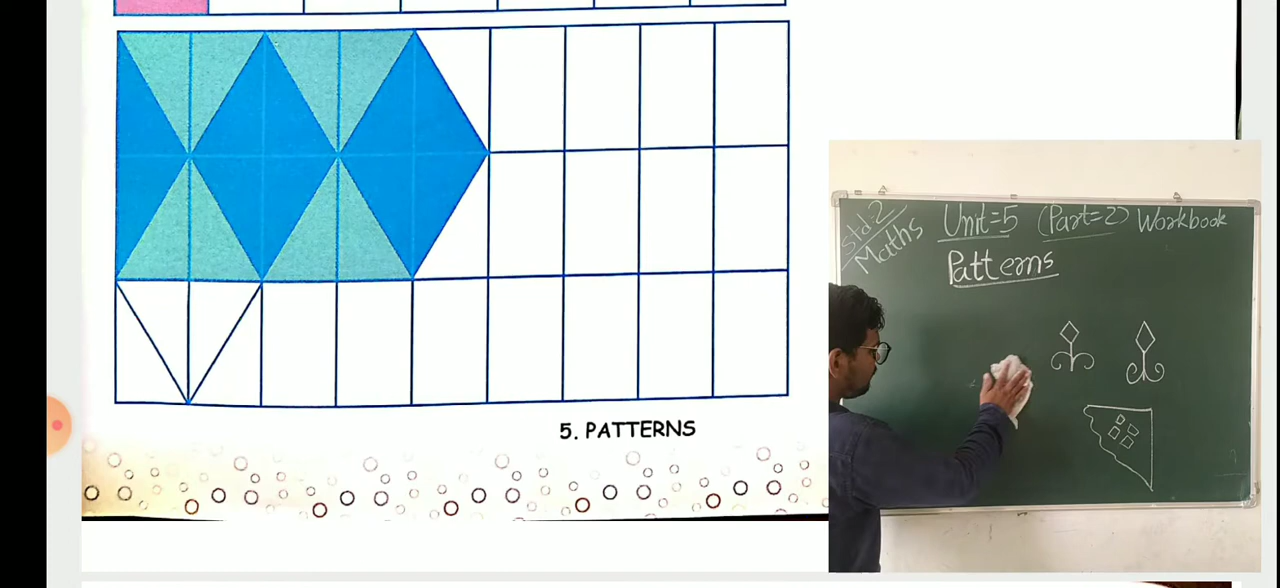 5. PATTERNS
Std:2
Maths
Unit=5 (Part=2) Workbook
Patterns